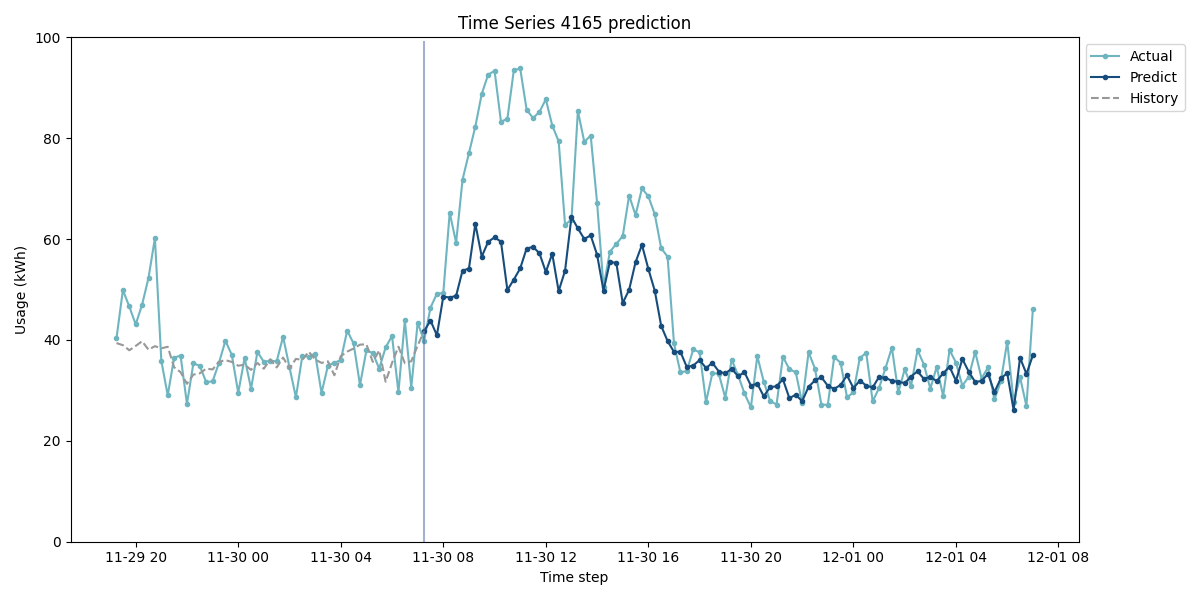 Time Series 4165 prediction
Usage (kWh)
100
80
60
40
20
0
11-29 20
11-30 00
11-30 04
11-30 08
11-30 12
11-30 16
11-30 20
12-01 00
12-01 04
12-01 08
Time step
Actual
Predict
History